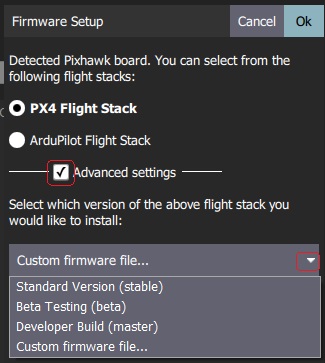 Firmware Setup Cancel Ok
Detected Pixhawk board. You can select from the
following flight stacks:
PX4 Flight Stack
ArduPilot Flight Stack
Advanced settings
Select which version of the above flight stack you
would like to install:
Custom firmware file...
Standard Version (stable)
Beta Testing (beta)
Developer Build (master)
Custom firmware file...